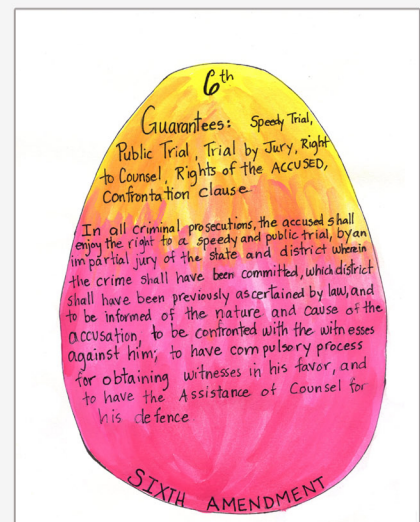 6th
Guarantees: Speedy Trial,
Public Trial, Trial by Jury, Right
to Counsel, Rights of the ACCUSED,
Confrontation clause
In all criminal prosecutions, the accused shall
enjoy the right to a speedy and public trial, by an
impartial jury of the state and district wherein
the crime shall have been committed, which district
shall have been previously ascertained by law, and
to be informed of the nature and cause of the
accusation, to be confronted with the witnesses
against him; to have compulsory process
for obtaining witnesses in his favor, and
to have the Assistance of Counsel for
his defence
SIXTH AMENDMENT